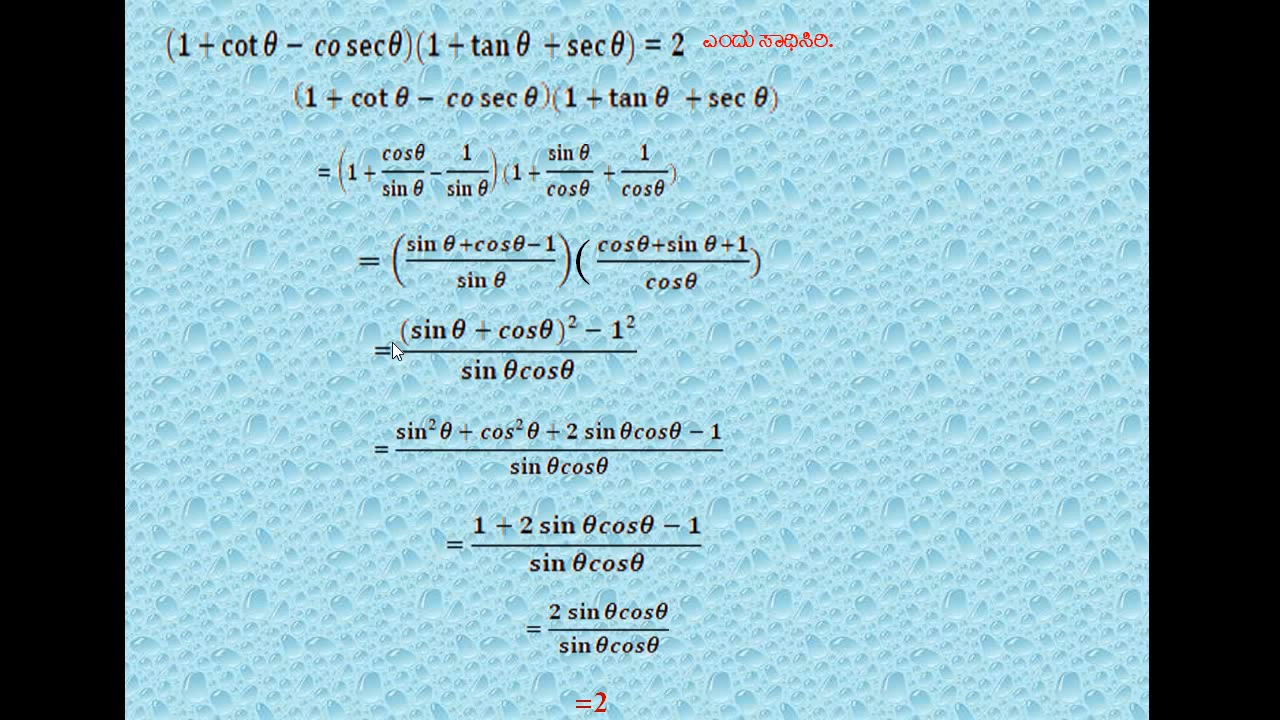 (1 + cot θ − co sec θ)(1 + tan θ + sec θ) = 2 ಎಂದು ಸಾಧಿಸಿರಿ.
(1 + cot θ − co sec θ)(1 + tan θ + sec θ)
= (1 + cosθ/sin θ − 1/sin θ)(1 + sin θ/cosθ + 1/cosθ)
= ((sin θ+cosθ−1)/sin θ)((cosθ+sin θ+1)/cosθ)
= ((sin θ + cosθ)² − 1²)/(sin θcosθ)
= (sin²θ + cos²θ + 2 sin θcosθ − 1)/(sin θcosθ)
= (1 + 2 sin θcosθ − 1)/(sin θcosθ)
= (2 sin θcosθ)/(sin θcosθ)
=2